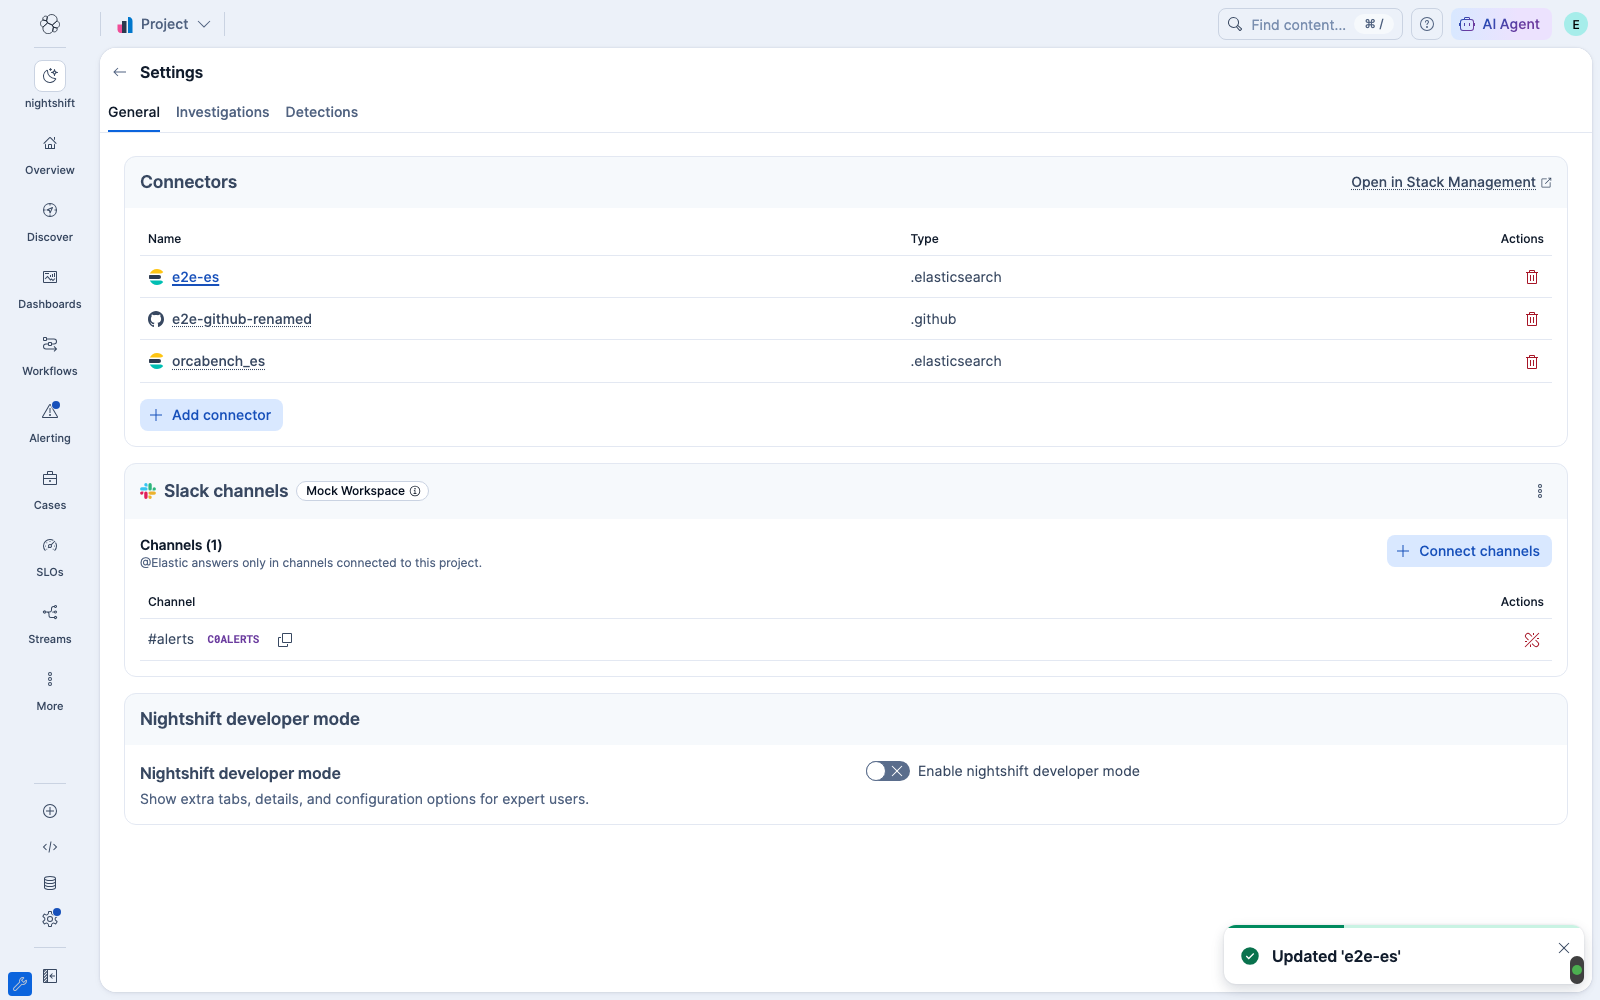 Project
Find content...
⌘ /
AI Agent
E
nightshift
Overview
Discover
Dashboards
Workflows
Alerting
Cases
SLOs
Streams
More
Settings
General
Investigations
Detections
Connectors
Open in Stack Management
Name
Type
Actions
e2e-es
.elasticsearch
e2e-github-renamed
.github
orcabench_es
.elasticsearch
Add connector
Slack channels
Mock Workspace
Channels (1)
@Elastic answers only in channels connected to this project.
Connect channels
Channel
Actions
#alerts
C0ALERTS
Nightshift developer mode
Nightshift developer mode
Show extra tabs, details, and configuration options for expert users.
Enable nightshift developer mode
Updated 'e2e-es'